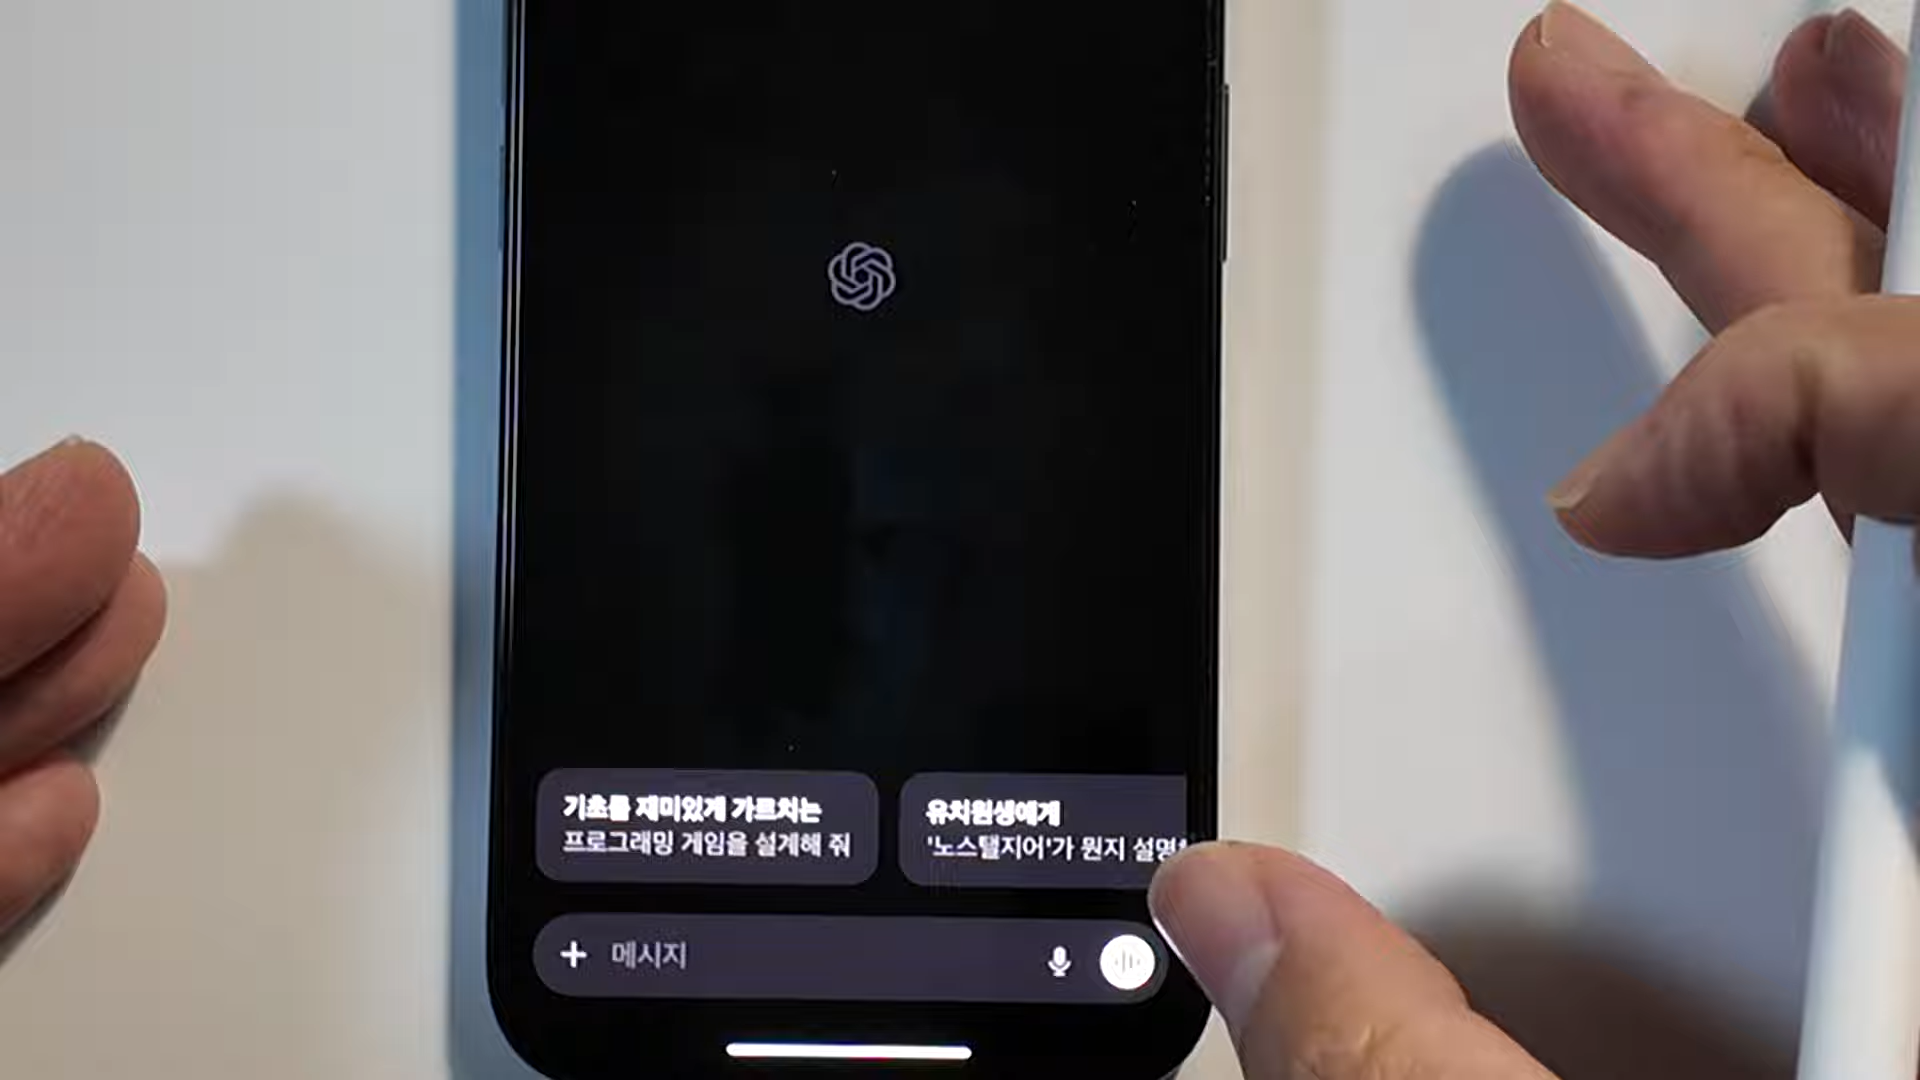 기초를 재미있게 가르치는
프로그래밍 게임을 설계해 줘
유치원생에게
'노스탤지어'가 뭔지 설명
메시지